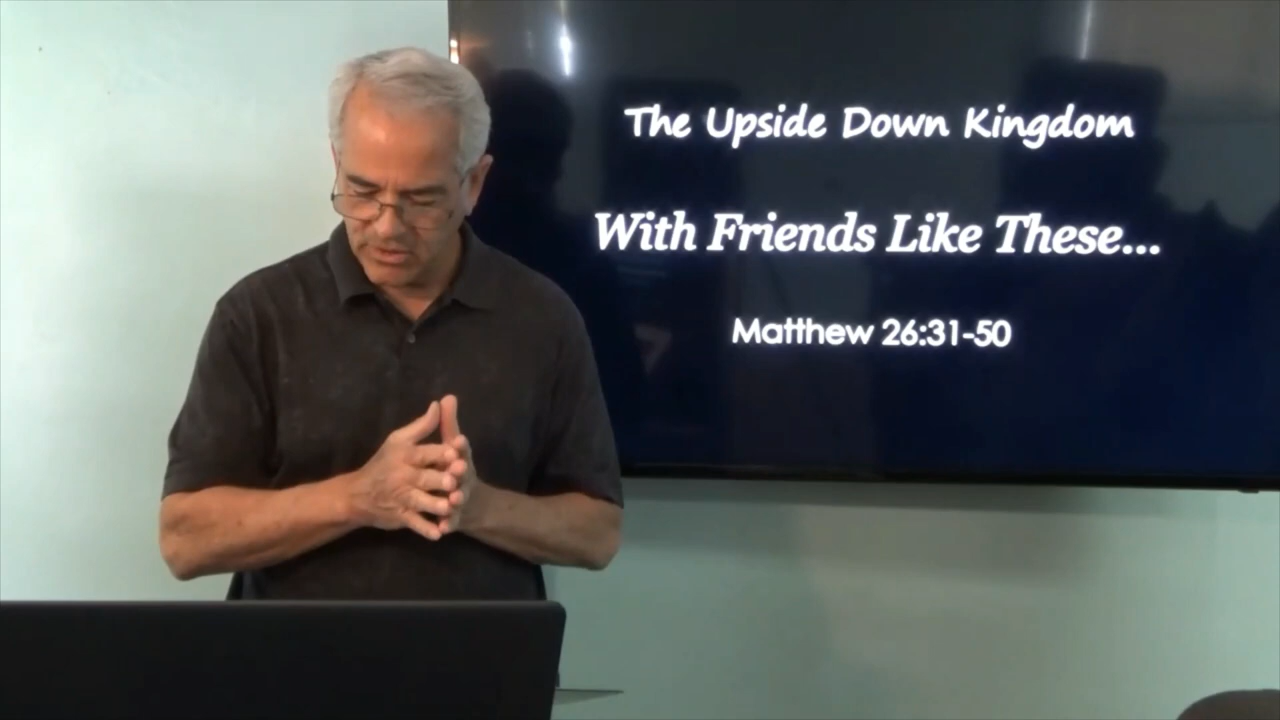 The Upside Down Kingdom
With Friends Like These...
Matthew 26:31-50